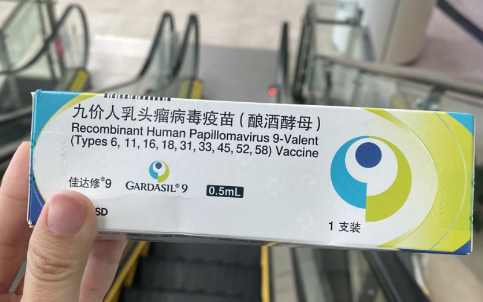 九价人乳头瘤病毒疫苗（酿酒酵母）
Recombinant Human Papillomavirus 9-Valent
(Types 6, 11, 16, 18, 31, 33, 45, 52, 58) Vaccine
佳达修®9
GARDASIL®9
0.5mL
SD
1 支装